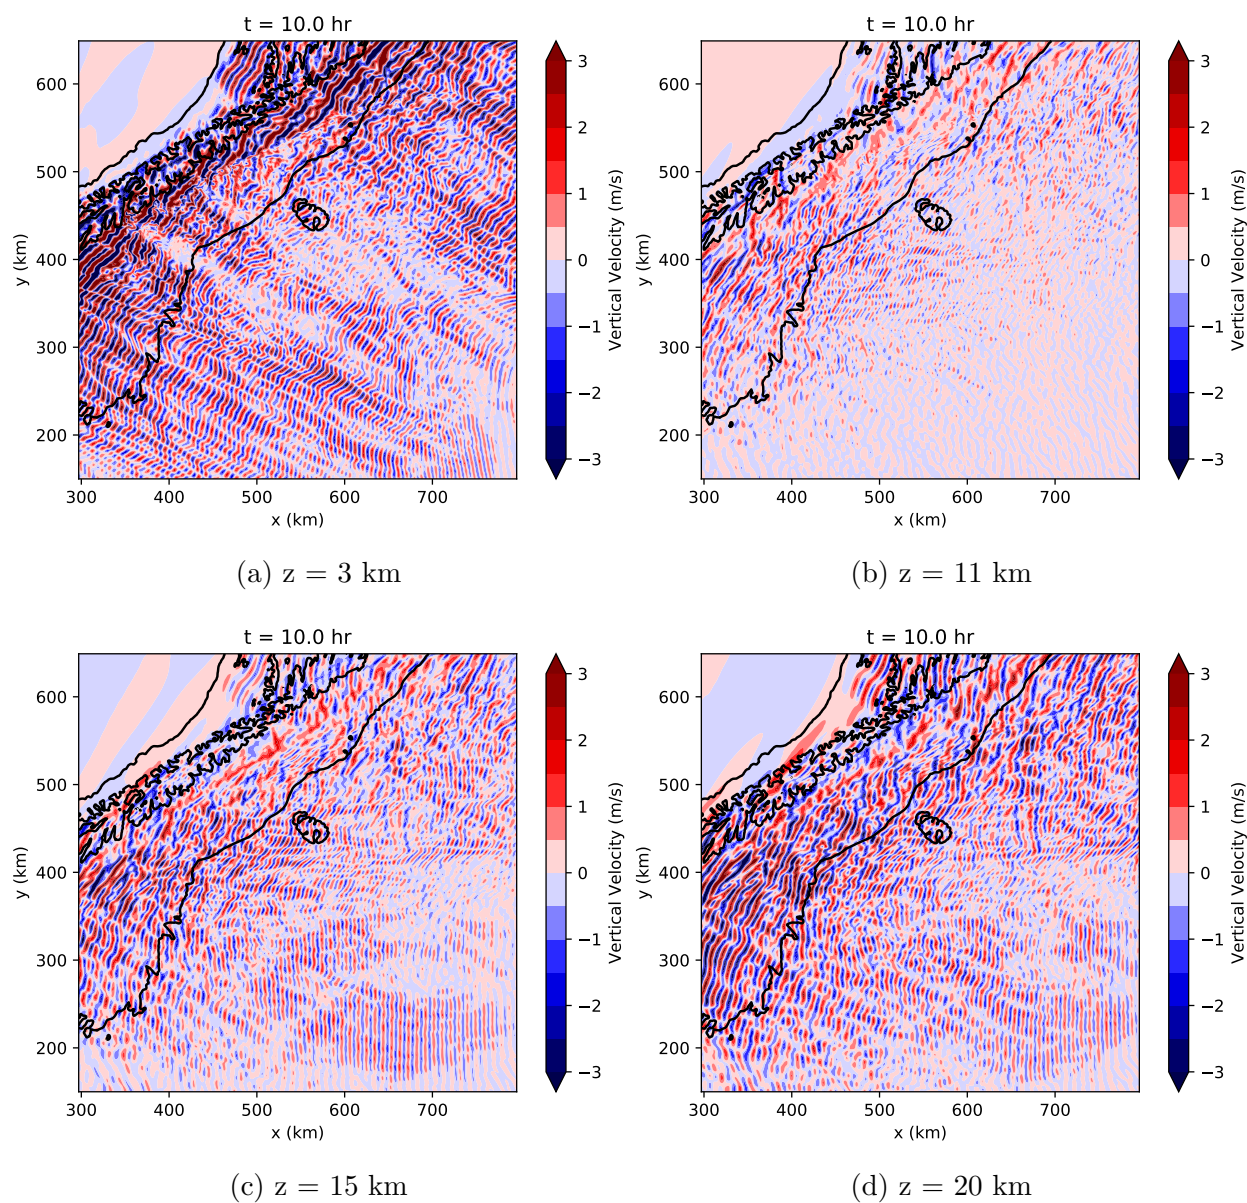 t = 10.0 hr
600
500
400
300
200
y (km)
300 400 500 600 700
x (km)
3
2
1
0
−1
−2
−3
Vertical Velocity (m/s)
(a) z = 3 km
t = 10.0 hr
600
500
400
300
200
y (km)
300 400 500 600 700
x (km)
3
2
1
0
−1
−2
−3
Vertical Velocity (m/s)
(b) z = 11 km
t = 10.0 hr
600
500
400
300
200
y (km)
300 400 500 600 700
x (km)
3
2
1
0
−1
−2
−3
Vertical Velocity (m/s)
(c) z = 15 km
t = 10.0 hr
600
500
400
300
200
y (km)
300 400 500 600 700
x (km)
3
2
1
0
−1
−2
−3
Vertical Velocity (m/s)
(d) z = 20 km